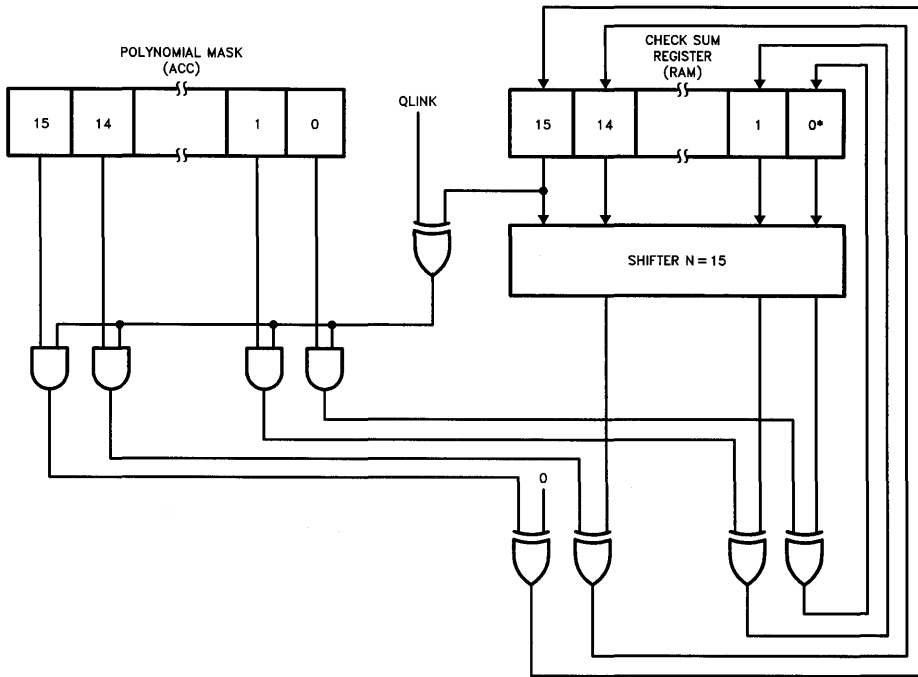 POLYNOMIAL MASK
(ACC)
15 14 1 0
QLINK
CHECK SUM
REGISTER
(RAM)
15 14 1 0*
SHIFTER N = 15
0